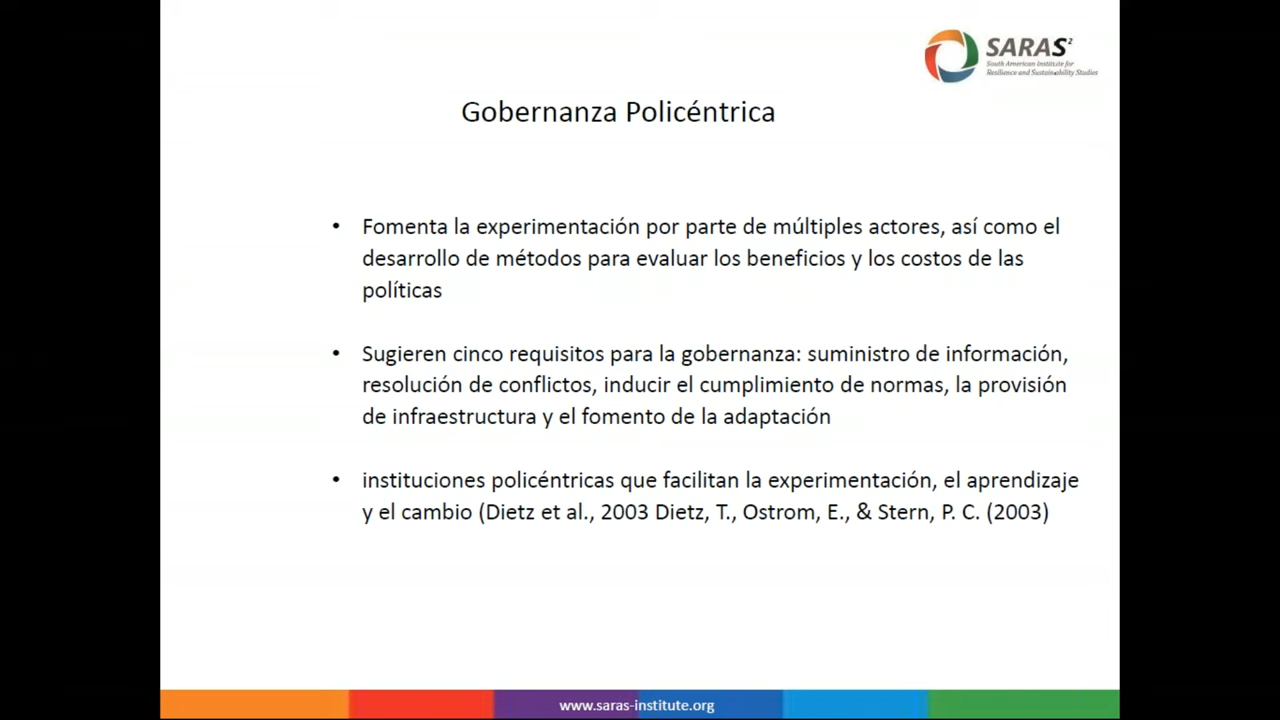 SARAS²
South American Institute for
Resilience and Sustainability Studies
Gobernanza Policéntrica
• Fomenta la experimentación por parte de múltiples actores, así como el
desarrollo de métodos para evaluar los beneficios y los costos de las
políticas
• Sugieren cinco requisitos para la gobernanza: suministro de información,
resolución de conflictos, inducir el cumplimiento de normas, la provisión
de infraestructura y el fomento de la adaptación
• instituciones policéntricas que facilitan la experimentación, el aprendizaje
y el cambio (Dietz et al., 2003 Dietz, T., Ostrom, E., & Stern, P. C. (2003)
www.saras-institute.org